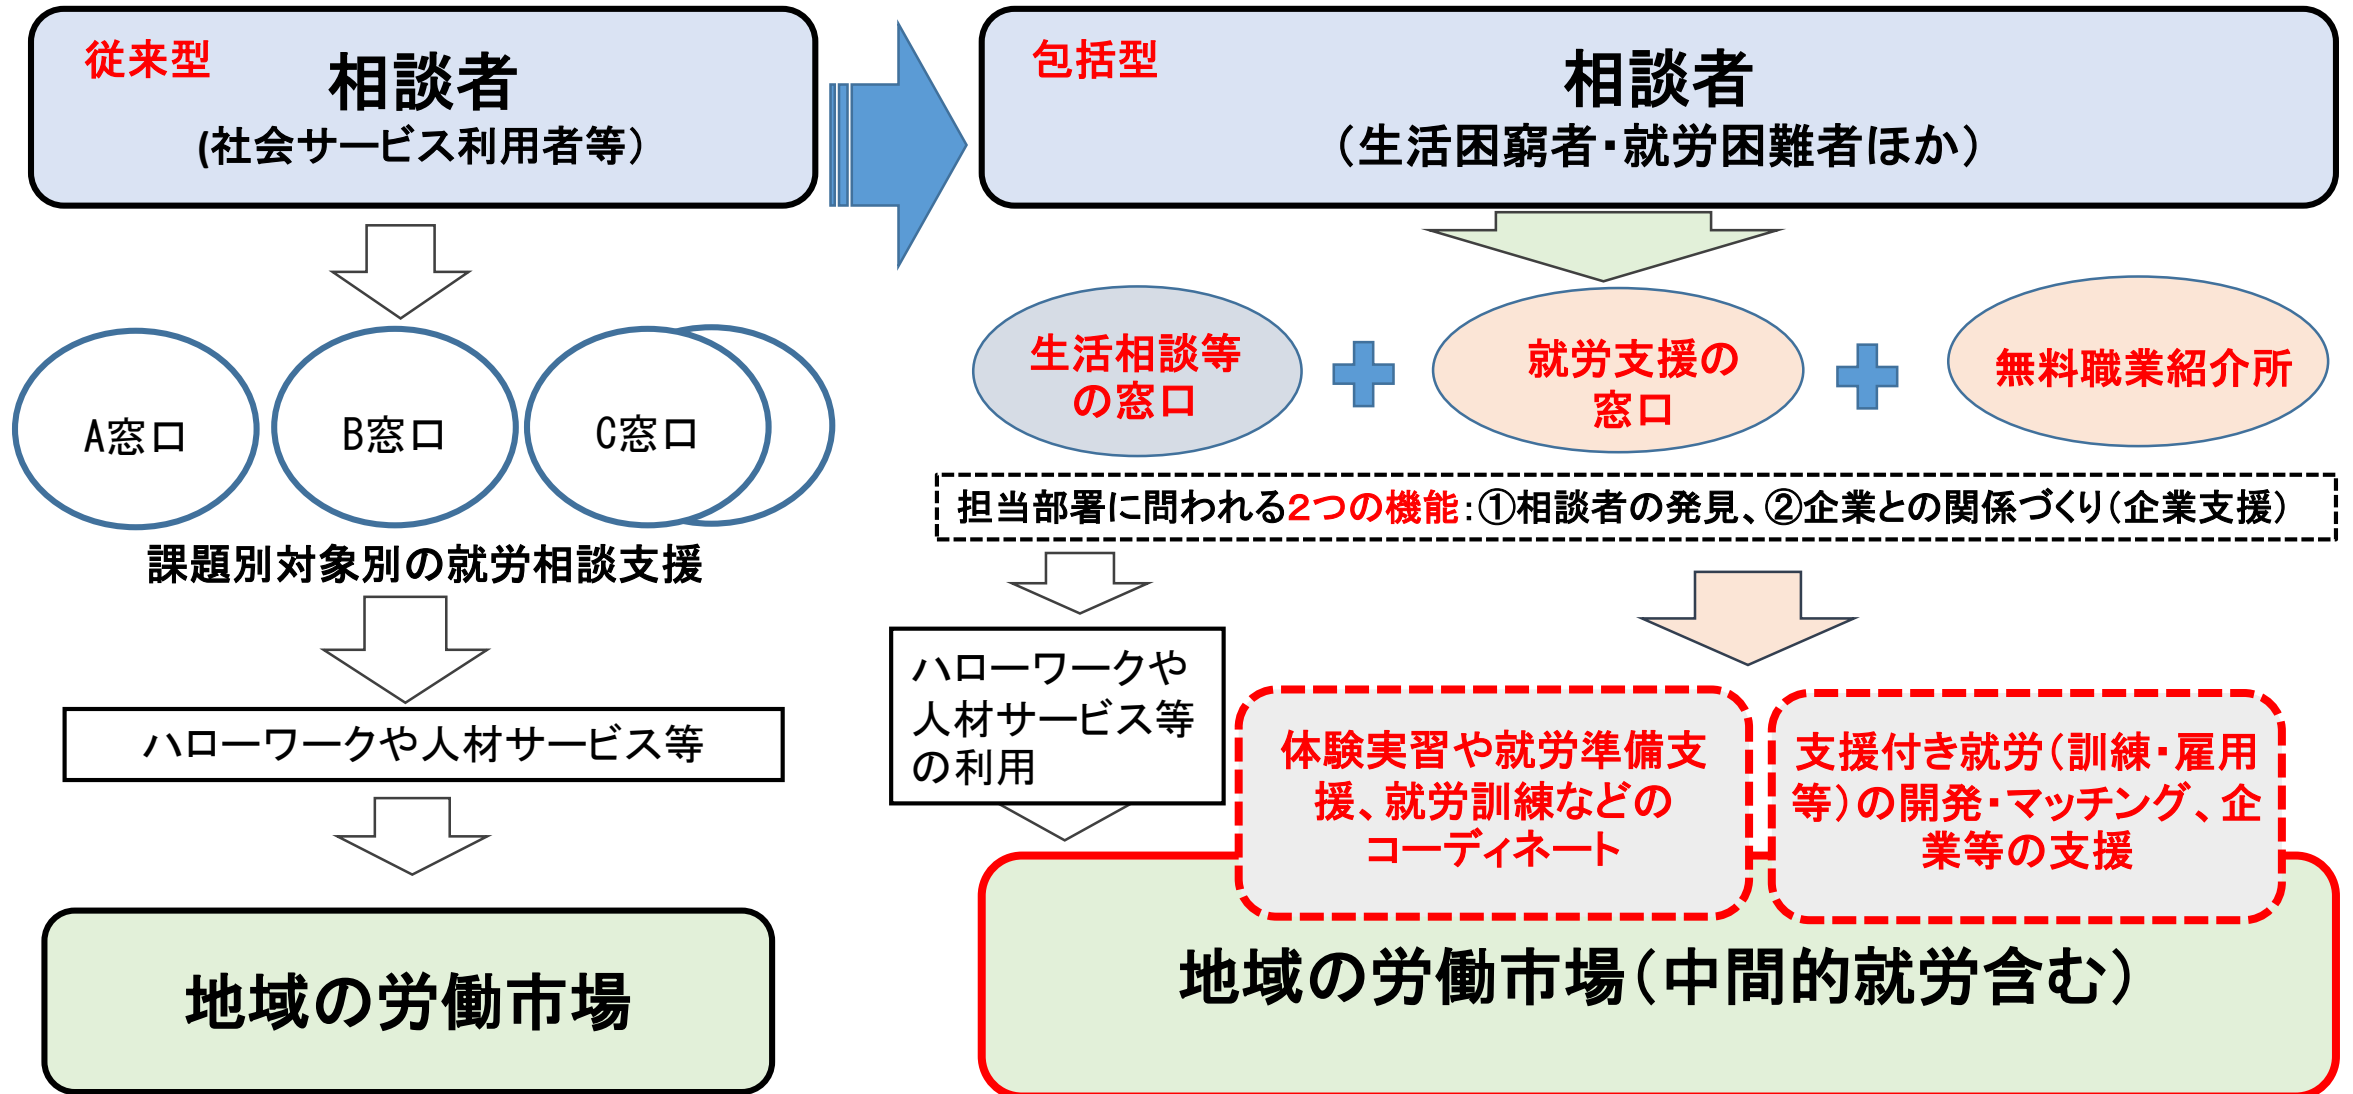 従来型
相談者
(社会サービス利用者等）
A窓口
B窓口
C窓口
課題別対象別の就労相談支援
ハローワークや人材サービス等
地域の労働市場
包括型
相談者
（生活困窮者・就労困難者ほか）
生活相談等
の窓口
就労支援の
窓口
無料職業紹介所
担当部署に問われる２つの機能：①相談者の発見、②企業との関係づくり（企業支援）
ハローワークや
人材サービス等
の利用
体験実習や就労準備支
援、就労訓練などの
コーディネート
支援付き就労（訓練・雇用
等）の開発・マッチング、企
業等の支援
地域の労働市場（中間的就労含む）